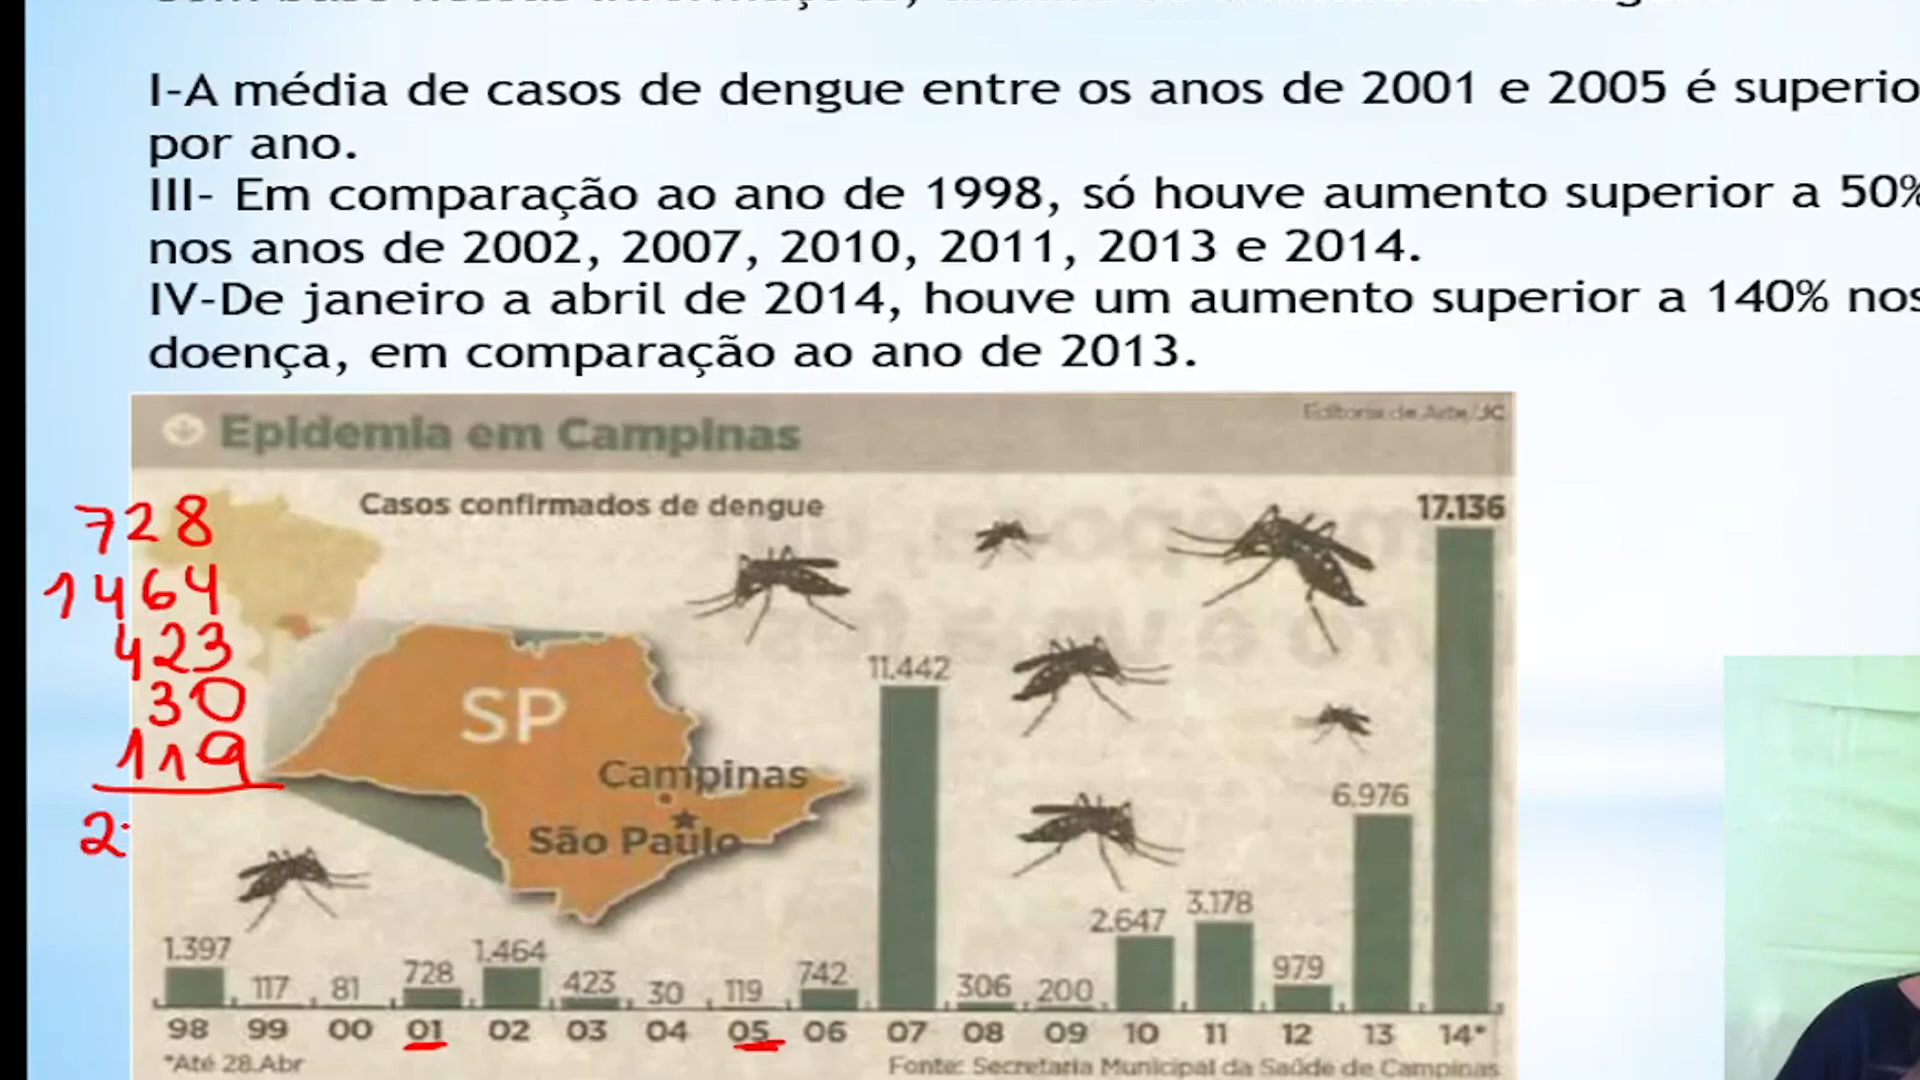 I-A média de casos de dengue entre os anos de 2001 e 2005 é superio
por ano.
III- Em comparação ao ano de 1998, só houve aumento superior a 50%
nos anos de 2002, 2007, 2010, 2011, 2013 e 2014.
IV-De janeiro a abril de 2014, houve um aumento superior a 140% nos
doença, em comparação ao ano de 2013.
Editoria de Arte/JC
Epidemia em Campinas
Casos confirmados de dengue
17.136
728
1464
423
30
119
2
11.442
SP
Campinas
São Paulo
6.976
2.647
3.178
1.397
117
81
728
1.464
423
30
119
742
306
200
979
98 99 00 01 02 03 04 05 06 07 08 09 10 11 12 13 14*
*Até 28.Abr
Fonte: Secretaria Municipal da Saúde de Campinas